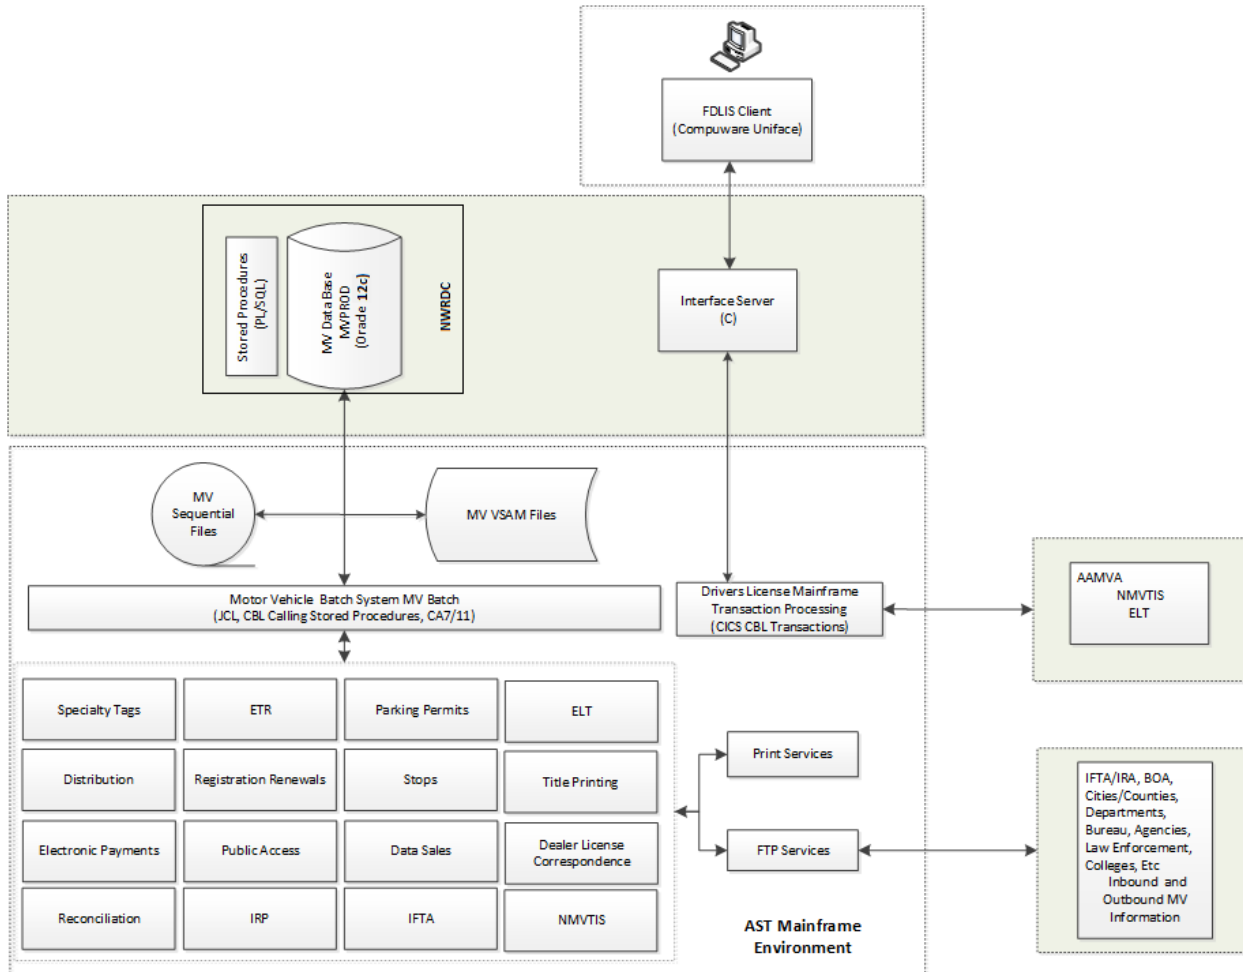 FDLIS Client
(Compuware Uniface)
Stored Procedures
(PL/SQL)
MV Data Base
MVPROD
(Oracle 12c)
NWRDC
Interface Server
(C)
MV
Sequential
Files
MV VSAM Files
Motor Vehicle Batch System MV Batch
(JCL, CBL Calling Stored Procedures, CA7/11)
Drivers License Mainframe
Transaction Processing
(CICS CBL Transactions)
AAMVA
NMVTIS
ELT
Specialty Tags
ETR
Parking Permits
ELT
Distribution
Registration Renewals
Stops
Title Printing
Electronic Payments
Public Access
Data Sales
Dealer License
Correspondence
Reconciliation
IRP
IFTA
NMVTIS
Print Services
FTP Services
IFTA/IRA, BOA,
Cities/Counties,
Departments,
Bureau, Agencies,
Law Enforcement,
Colleges, Etc
Inbound and
Outbound MV
Information
AST Mainframe
Environment